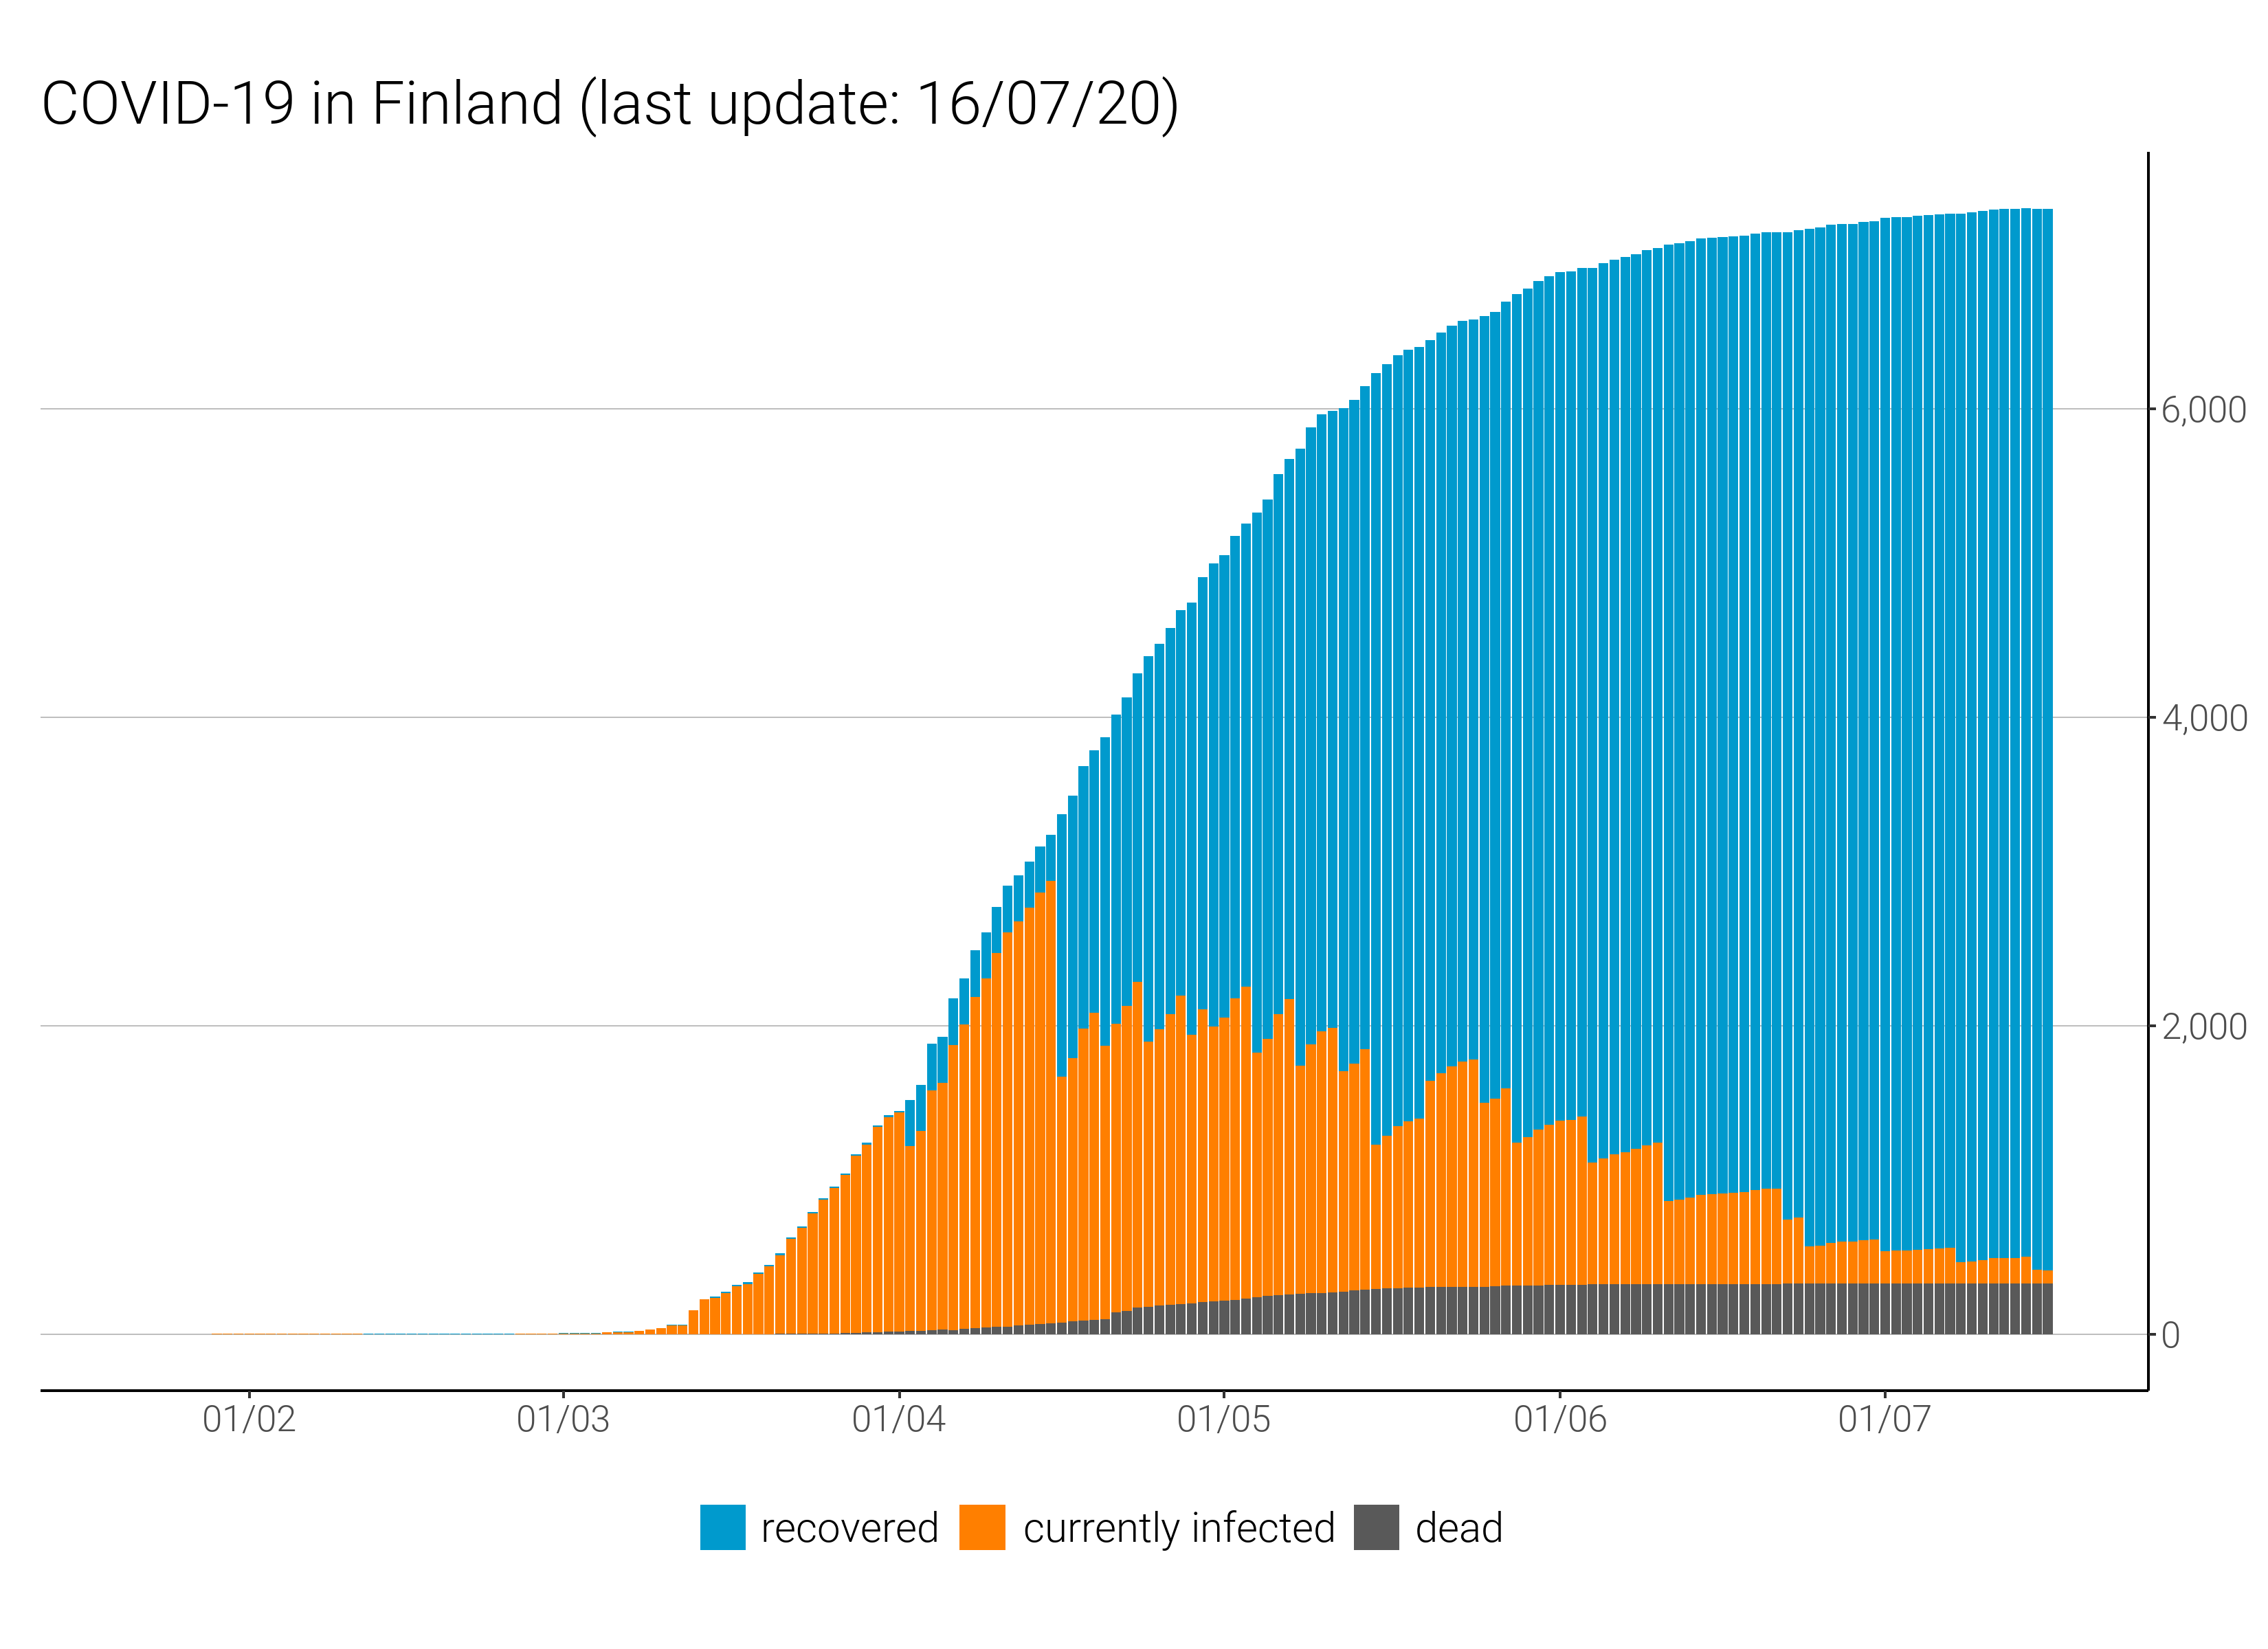 COVID-19 in Finland (last update: 16/07/20)
6,000
4,000
2,000
0
01/02 01/03 01/04 01/05 01/06 01/07
recovered currently infected dead